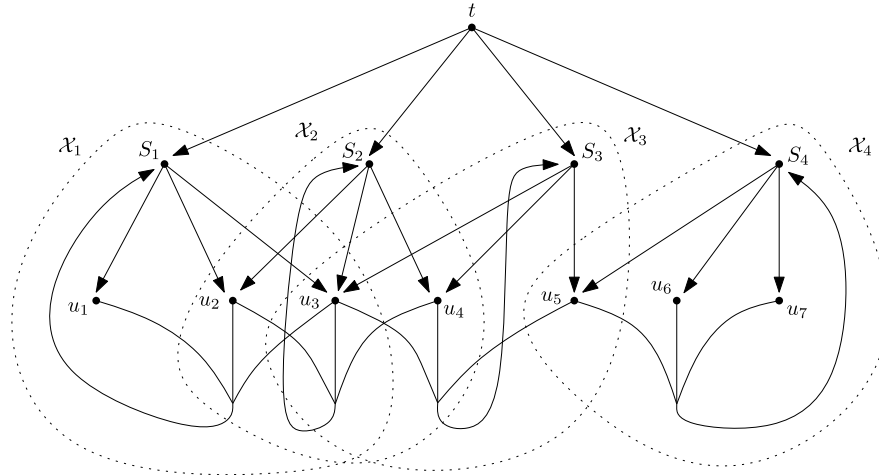 t
𝒳₁ S₁ 𝒳₂ S₂ S₃ 𝒳₃ S₄ 𝒳₄
u₁ u₂ u₃ u₄ u₅ u₆ u₇